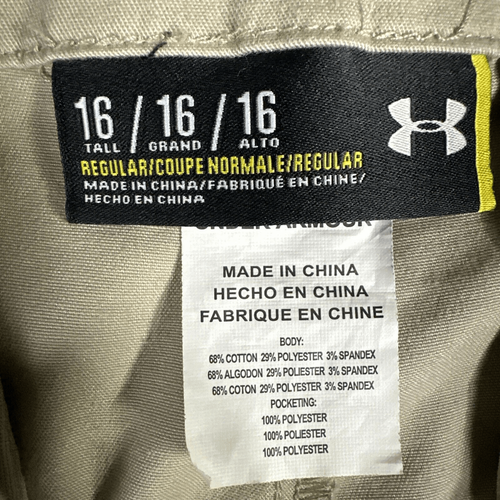 16 / 16 / 16
TALL GRAND ALTO
REGULAR/COUPE NORMALE/REGULAR
MADE IN CHINA/FABRIQUÉ EN CHINE/
HECHO EN CHINA
UNDER ARMOUR
MADE IN CHINA
HECHO EN CHINA
FABRIQUE EN CHINE
BODY:
68% COTTON 29% POLYESTER 3% SPANDEX
68% ALGODON 29% POLIESTER 3% SPANDEX
68% COTON 29% POLYESTER 3% SPANDEX
POCKETING:
100% POLYESTER
100% POLIESTER
100% POLYESTER